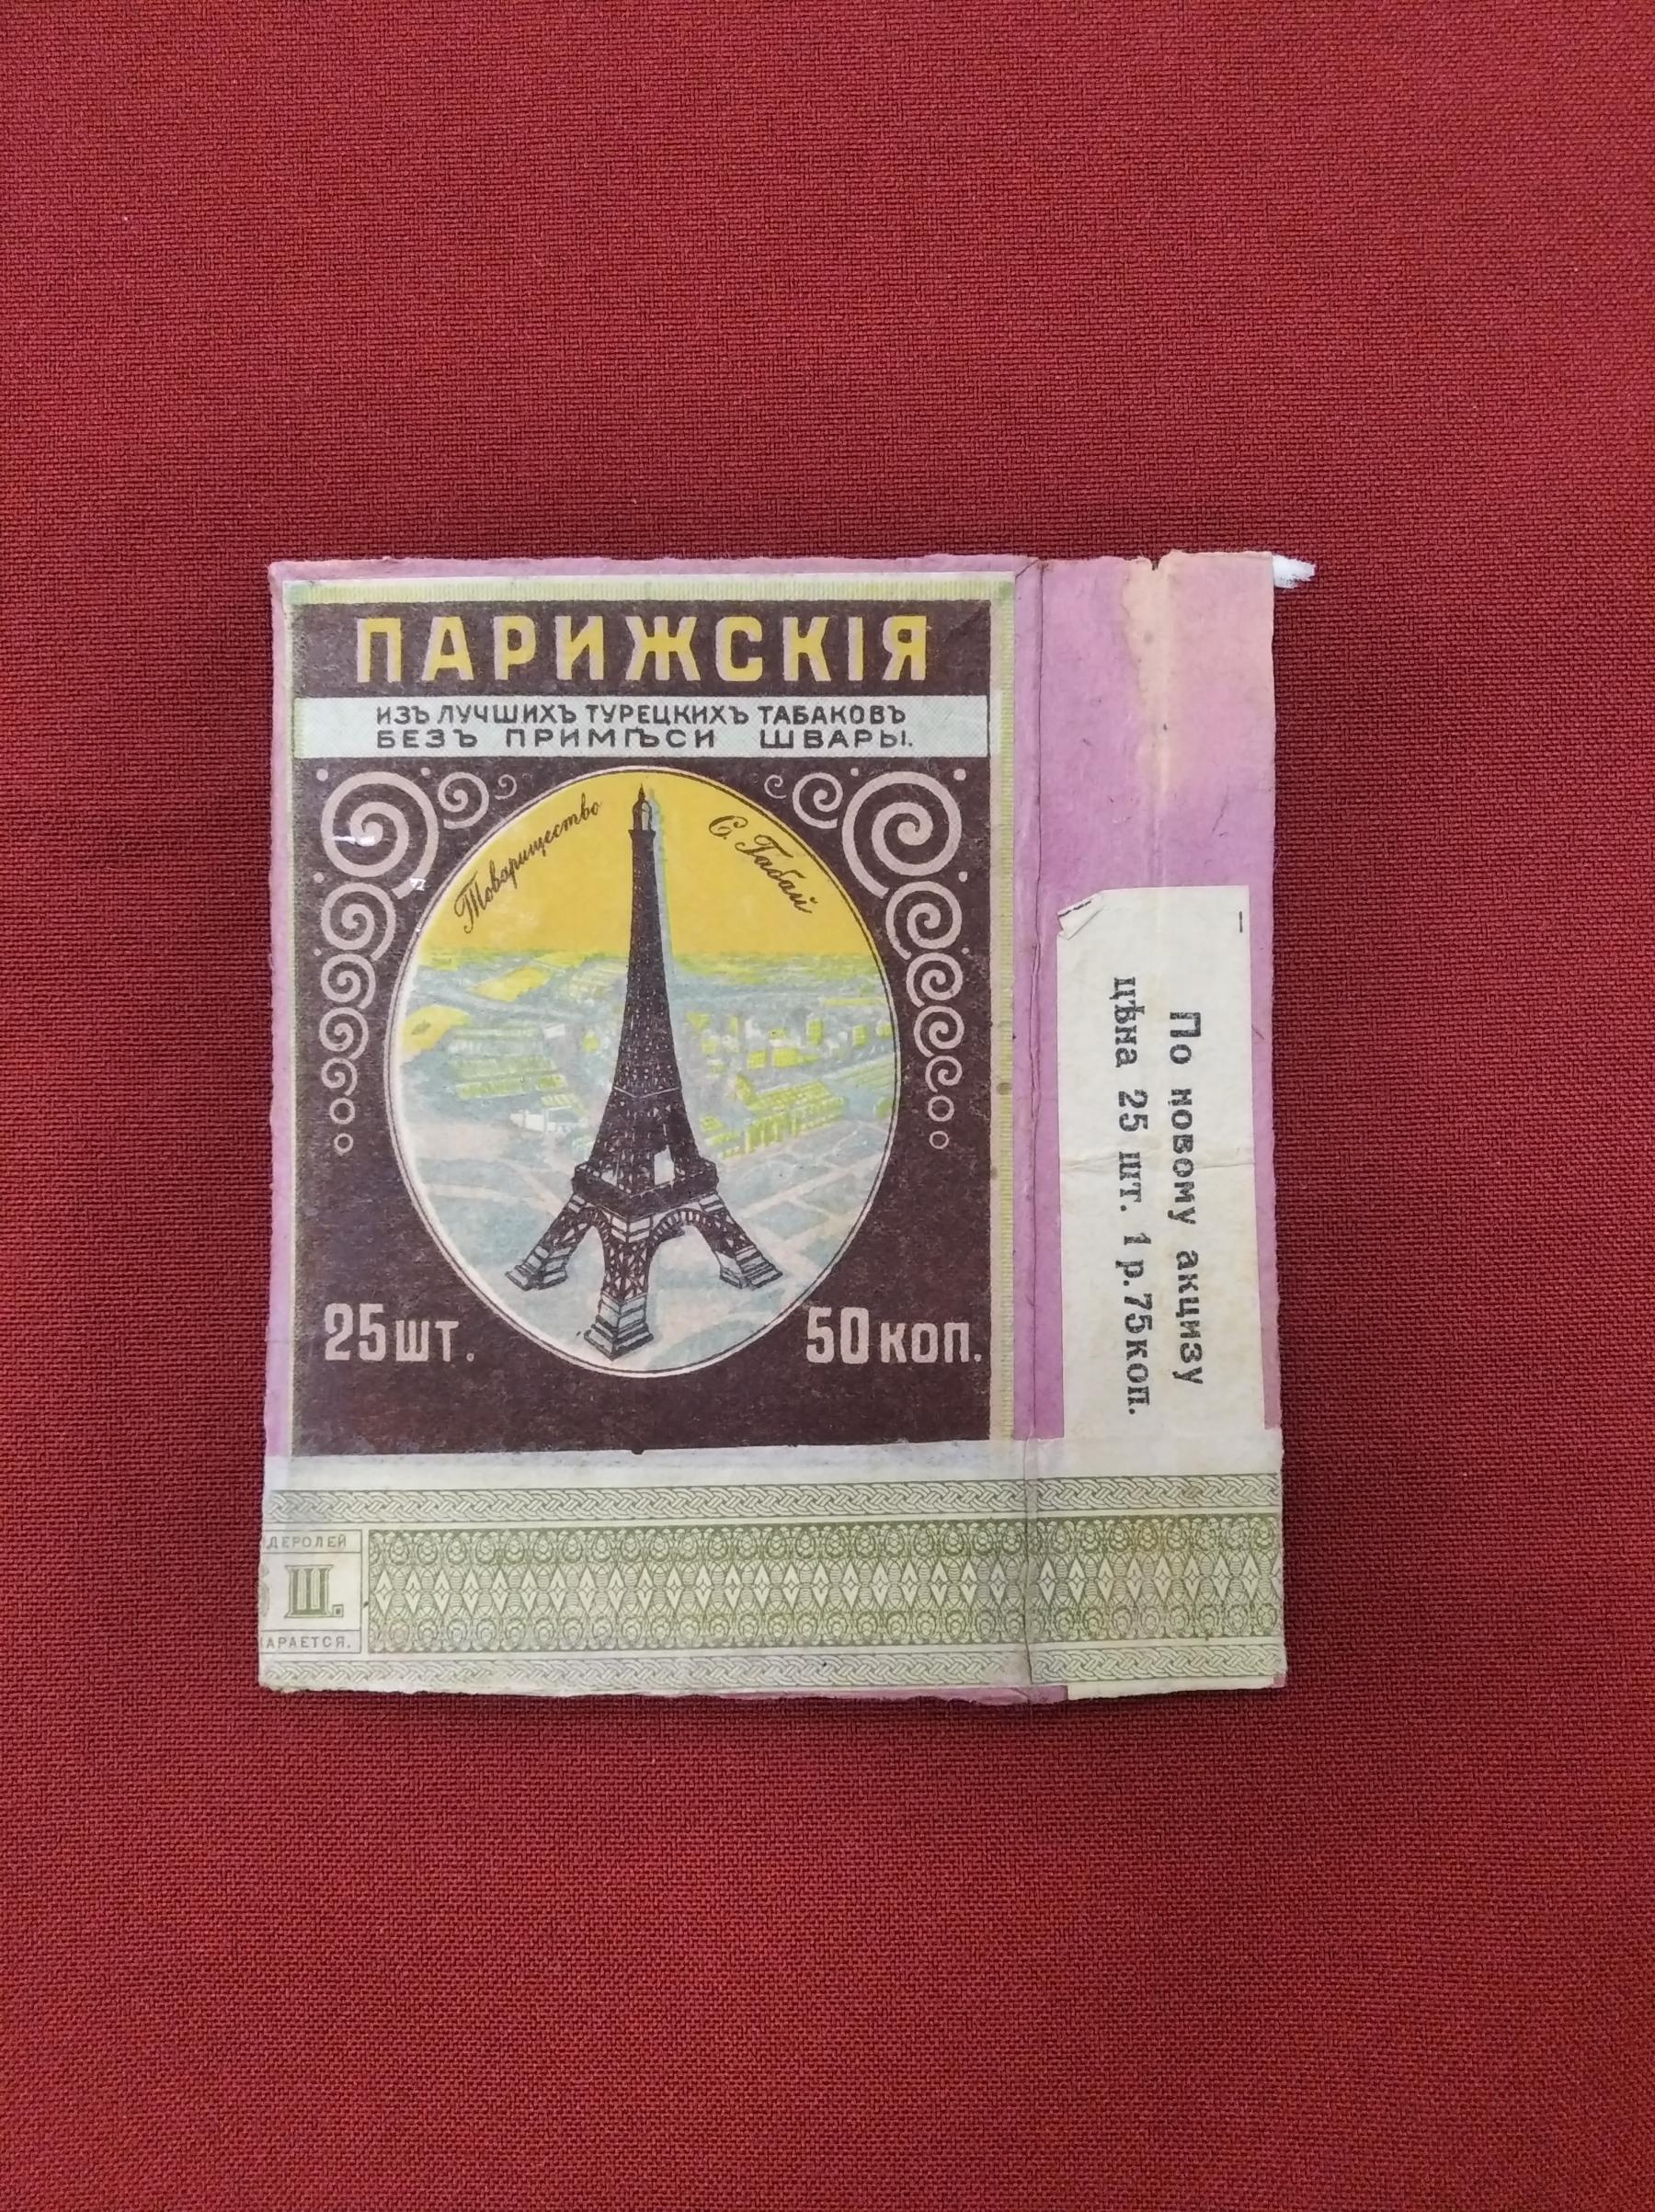 ПАРИЖСКІЯ
ИЗЪ ЛУЧШИХЪ ТУРЕЦКИХЪ ТАБАКОВЪ
БЕЗЪ ПРИМѢСИ ШВАРЫ.
Товарищество
С. Габай
25 шт.
50 коп.
По новому акцизу
цѣна 25 шт. 1 р. 75 коп.
ДЕРОЛЕЙ
Ш.
КАРАЕТСЯ.